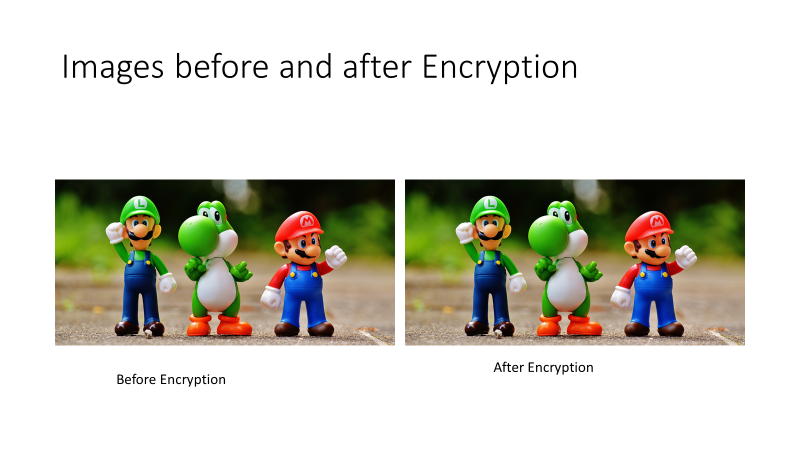 Images before and after Encryption
L
M
Before Encryption
After Encryption